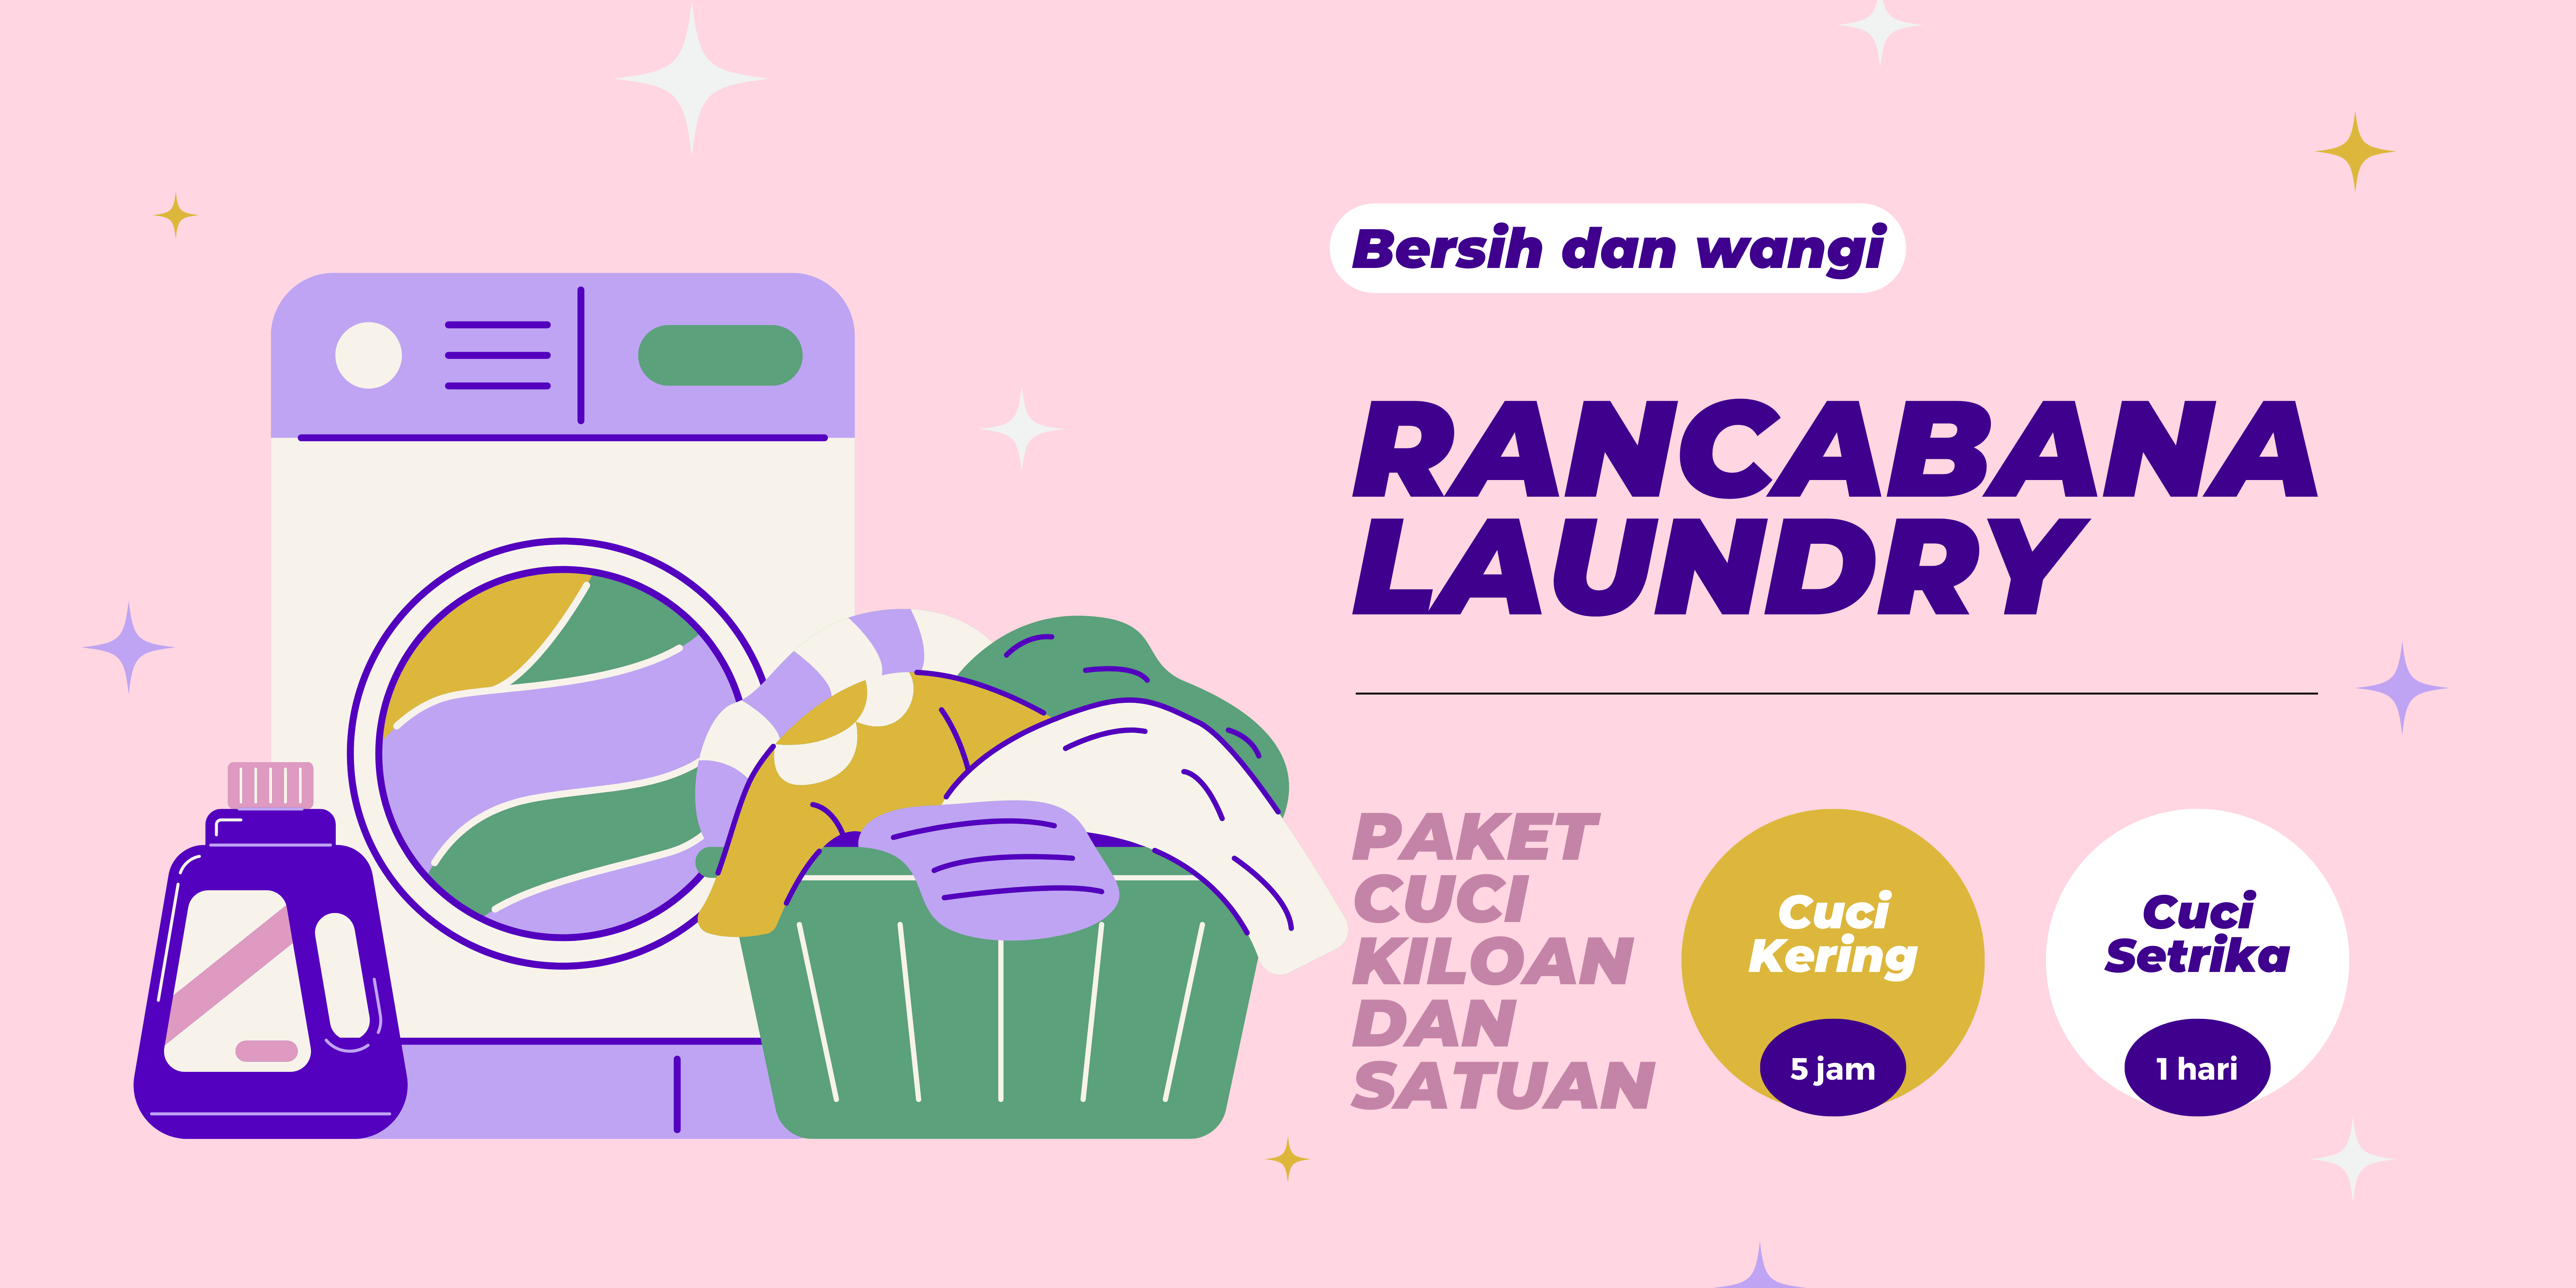 Bersih dan wangi
RANCABANA
LAUNDRY
PAKET
CUCI
KILOAN
DAN
SATUAN
Cuci
Kering
5 jam
Cuci
Setrika
1 hari